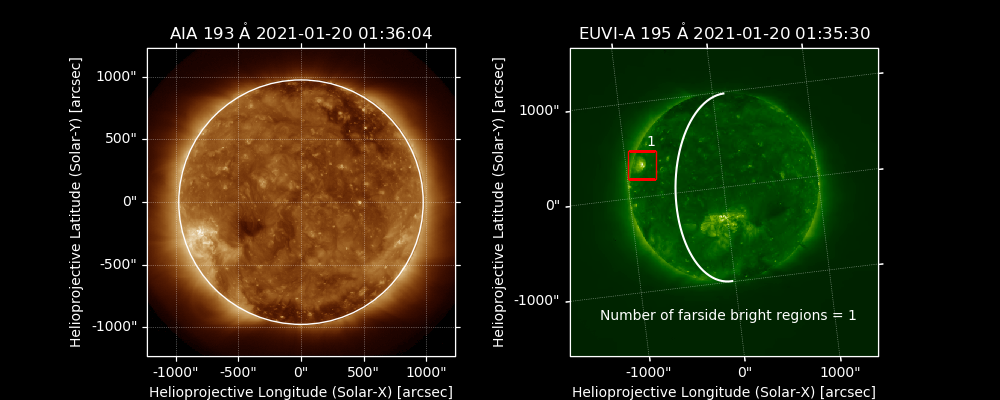 AIA 193 Å 2021-01-20 01:36:04
Helioprojective Latitude (Solar-Y) [arcsec]
1000"
500"
0"
-500"
-1000"
-1000"
-500"
0"
500"
1000"
Helioprojective Longitude (Solar-X) [arcsec]
EUVI-A 195 Å 2021-01-20 01:35:30
Helioprojective Latitude (Solar-Y) [arcsec]
1000"
0"
-1000"
1
Number of farside bright regions = 1
-1000"
0"
1000"
Helioprojective Longitude (Solar-X) [arcsec]